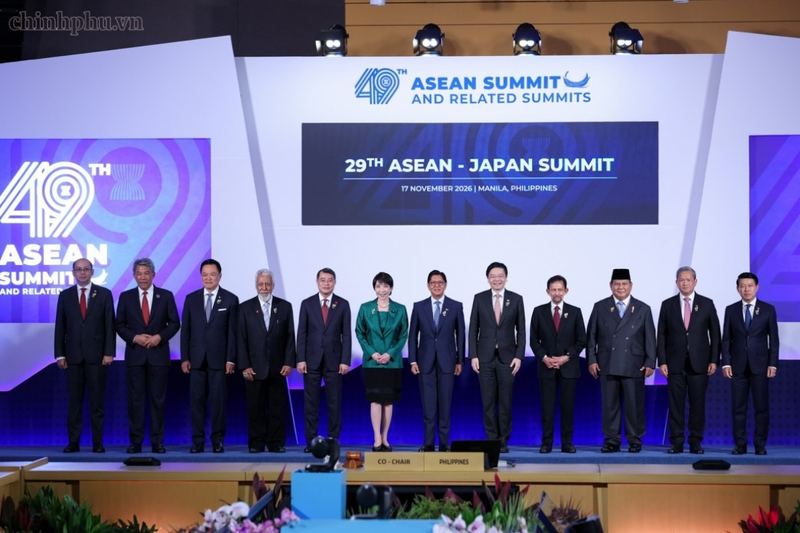 chinhphu.vn
49TH
ASEAN SUMMIT
AND RELATED SUMMITS
29TH ASEAN - JAPAN SUMMIT
17 NOVEMBER 2026 | MANILA, PHILIPPINES
49TH
ASEAN
SUMMIT
AND RELATED
CO - CHAIR
PHILIPPINES